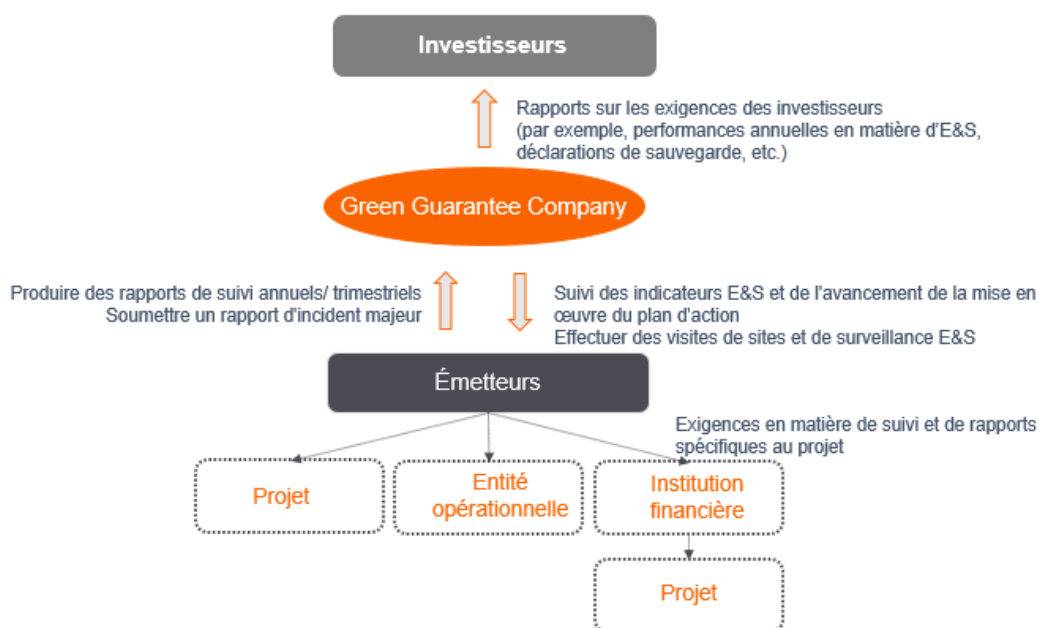 Investisseurs
Rapports sur les exigences des investisseurs
(par exemple, performances annuelles en matière d'E&S,
déclarations de sauvegarde, etc.)
Green Guarantee Company
Produire des rapports de suivi annuels/ trimestriels
Soumettre un rapport d'incident majeur
Suivi des indicateurs E&S et de l'avancement de la mise en
œuvre du plan d'action
Effectuer des visites de sites et de surveillance E&S
Émetteurs
Exigences en matière de suivi et de rapports
spécifiques au projet
Projet
Entité
opérationnelle
Institution
financière
Projet